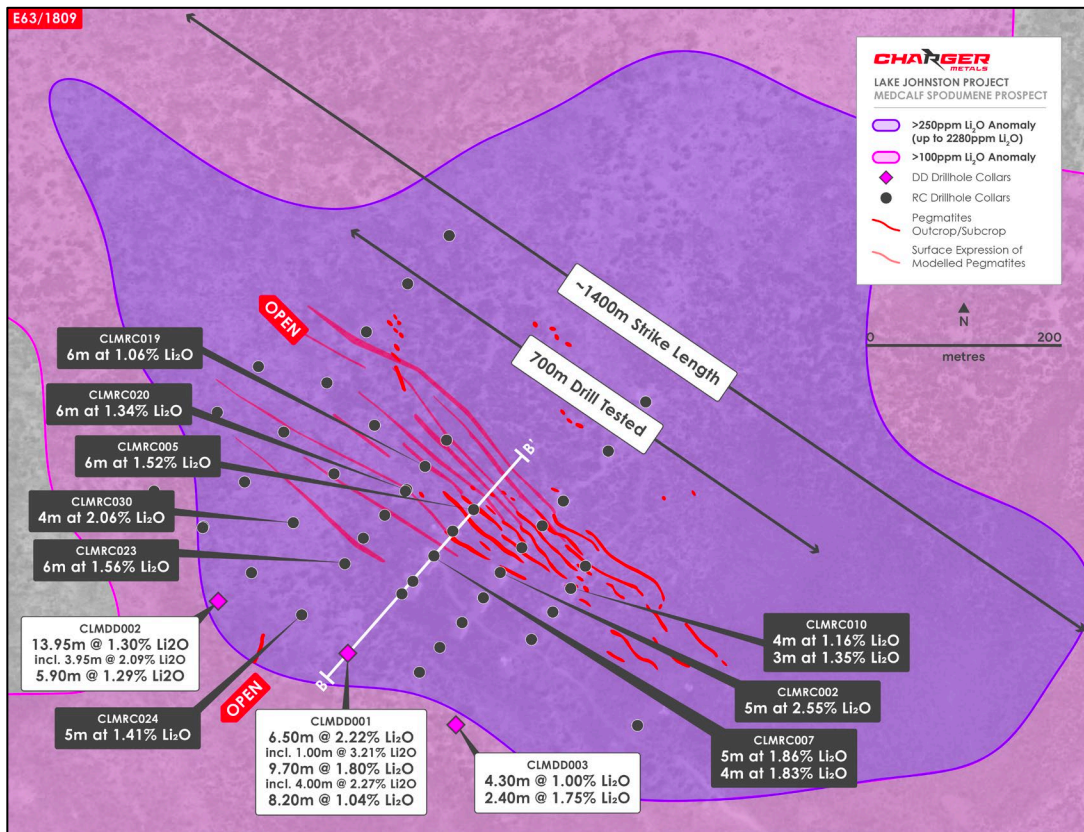 E63/1809
CHARGER
METALS
LAKE JOHNSTON PROJECT
MEDCALF SPODUMENE PROSPECT
>250ppm Li₂O Anomaly
(up to 2280ppm Li₂O)
>100ppm Li₂O Anomaly
DD Drillhole Collars
RC Drillhole Collars
Pegmatites
Outcrop/Subcrop
Surface Expression of
Modelled Pegmatites
N
0 200
metres
~1400m Strike Length
700m Drill Tested
OPEN
CLMRC019
6m at 1.06% Li₂O
CLMRC020
6m at 1.34% Li₂O
CLMRC005
6m at 1.52% Li₂O
CLMRC030
4m at 2.06% Li₂O
CLMRC023
6m at 1.56% Li₂O
B'
B
CLMDD002
13.95m @ 1.30% Li2O
incl. 3.95m @ 2.09% Li2O
5.90m @ 1.29% Li2O
OPEN
CLMRC024
5m at 1.41% Li₂O
CLMDD001
6.50m @ 2.22% Li₂O
incl. 1.00m @ 3.21% Li2O
9.70m @ 1.80% Li₂O
incl. 4.00m @ 2.27% Li2O
8.20m @ 1.04% Li₂O
CLMDD003
4.30m @ 1.00% Li₂O
2.40m @ 1.75% Li₂O
CLMRC010
4m at 1.16% Li₂O
3m at 1.35% Li₂O
CLMRC002
5m at 2.55% Li₂O
CLMRC007
5m at 1.86% Li₂O
4m at 1.83% Li₂O